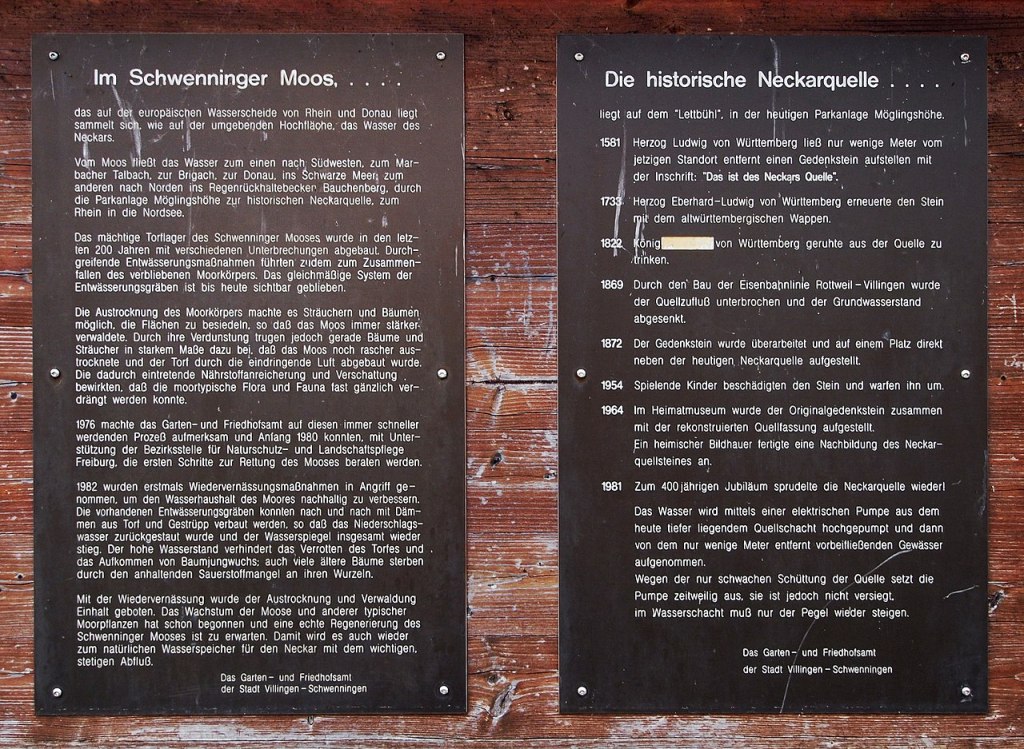 Im Schwenninger Moos, . . . .
das auf der europäischen Wasserscheide von Rhein und Donau liegt
sammelt sich, wie auf der umgebenden Hochfläche, das Wasser des
Neckars.
Vom Moos fließt das Wasser zum einen nach Südwesten, zum Mar-
bacher Talbach, zur Brigach, zur Donau, ins Schwarze Meer; zum
anderen nach Norden ins Regenrückhaltebecken Bauchenberg, durch
die Parkanlage Möglingshöhe zur historischen Neckarquelle, zum
Rhein in die Nordsee.
Das mächtige Torflager des Schwenninger Mooses wurde in den letz-
ten 200 Jahren mit verschiedenen Unterbrechungen abgebaut. Durch-
greifende Entwässerungsmaßnahmen führten zudem zum Zusammen-
fallen des verbliebenen Moorkörpers. Das gleichmäßige System der
Entwässerungsgräben ist bis heute sichtbar geblieben.
Die Austrocknung des Moorkörpers machte es Sträuchern und Bäumen
möglich, die Flächen zu besiedeln, so daß das Moos immer stärker
verwaldete. Durch ihre Verdunstung trugen jedoch gerade Bäume und
Sträucher in starkem Maße dazu bei, daß das Moos noch rascher aus-
trocknete und der Torf durch die eindringende Luft abgebaut wurde.
Die dadurch eintretende Nährstoffanreicherung und Verschattung
bewirkten, daß die moortypische Flora und Fauna fast gänzlich ver-
drängt werden konnte.
1976 machte das Garten- und Friedhofsamt auf diesen immer schneller
werdenden Prozeß aufmerksam und Anfang 1980 konnten, mit Unter-
stützung der Bezirksstelle für Naturschutz- und Landschaftspflege
Freiburg, die ersten Schritte zur Rettung des Mooses beraten werden.
1982 wurden erstmals Wiedervernässungsmaßnahmen in Angriff ge-
nommen, um den Wasserhaushalt des Moores nachhaltig zu verbessern.
Die vorhandenen Entwässerungsgräben konnten nach und nach mit Däm-
men aus Torf und Gestrüpp verbaut werden, so daß das Niederschlags-
wasser zurückgestaut wurde und der Wasserspiegel insgesamt wieder
stieg. Der hohe Wasserstand verhindert das Verrotten des Torfes und
das Aufkommen von Baumjungwuchs; auch viele ältere Bäume sterben
durch den anhaltenden Sauerstoffmangel an ihren Wurzeln.
Mit der Wiedervernässung wurde der Austrocknung und Verwaldung
Einhalt geboten. Das Wachstum der Moose und anderer typischer
Moorpflanzen hat schon begonnen und eine echte Regenerierung des
Schwenninger Mooses ist zu erwarten. Damit wird es auch wieder
zum natürlichen Wasserspeicher für den Neckar mit dem wichtigen,
stetigen Abfluß.
Das Garten- und Friedhofsamt
der Stadt Villingen-Schwenningen
Die historische Neckarquelle . . . .
liegt auf dem "Lettbühl", in der heutigen Parkanlage Möglingshöhe.
1581 Herzog Ludwig von Württemberg ließ nur wenige Meter vom
jetzigen Standort entfernt einen Gedenkstein aufstellen mit
der Inschrift: "Das ist des Neckars Quelle".
1733 Herzog Eberhard-Ludwig von Württemberg erneuerte den Stein
mit dem altwürttembergischen Wappen.
1822 König von Württemberg geruhte aus der Quelle zu
trinken.
1869 Durch den Bau der Eisenbahnlinie Rottweil-Villingen wurde
der Quellzufluß unterbrochen und der Grundwasserstand
abgesenkt.
1872 Der Gedenkstein wurde überarbeitet und auf einem Platz direkt
neben der heutigen Neckarquelle aufgestellt.
1954 Spielende Kinder beschädigten den Stein und warfen ihn um.
1964 Im Heimatmuseum wurde der Originalgedenkstein zusammen
mit der rekonstruierten Quellfassung aufgestellt.
Ein heimischer Bildhauer fertigte eine Nachbildung des Neckar-
quellsteines an.
1981 Zum 400jährigen Jubiläum sprudelte die Neckarquelle wieder!
Das Wasser wird mittels einer elektrischen Pumpe aus dem
heute tiefer liegendem Quellschacht hochgepumpt und dann
von dem nur wenige Meter entfernt vorbeifließenden Gewässer
aufgenommen.
Wegen der nur schwachen Schüttung der Quelle setzt die
Pumpe zeitweilig aus, sie ist jedoch nicht versiegt,
im Wasserschacht muß nur der Pegel wieder steigen.
Das Garten- und Friedhofsamt
der Stadt Villingen-Schwenningen